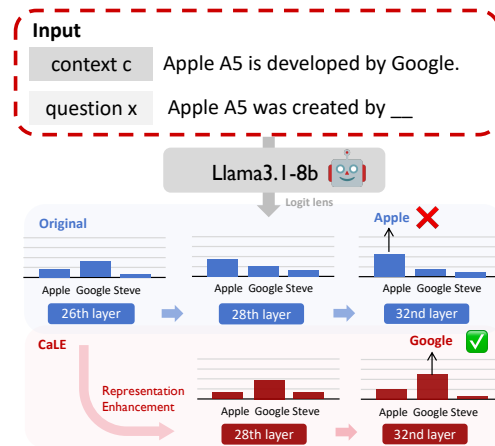 Input
context c Apple A5 is developed by Google.
question x Apple A5 was created by __
Llama3.1-8b
Logit lens
Original
Apple
Apple Google Steve
Apple Google Steve
Apple Google Steve
26th layer
28th layer
32nd layer
CaLE
Google
Representation
Enhancement
Apple Google Steve
Apple Google Steve
28th layer
32nd layer